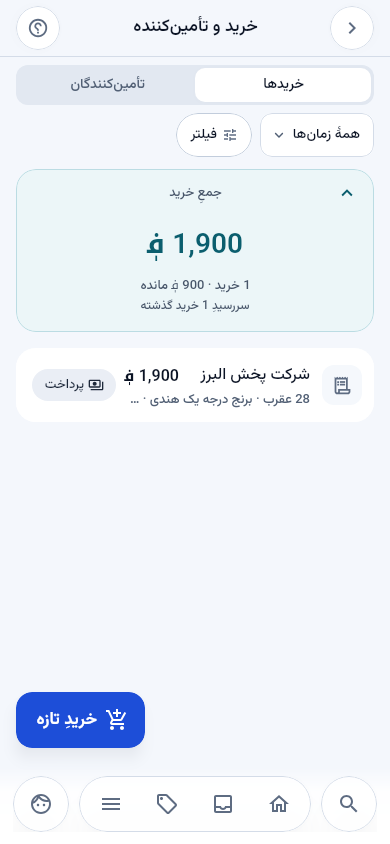 خرید و تأمین‌کننده
خریدها
تأمین‌کنندگان
همهٔ زمان‌ها
فیلتر
جمعِ خرید
1,900 ؋
1 خرید · 900 ؋ مانده
سررسیدِ 1 خرید گذشته
شرکت پخش البرز
1,900 ؋
28 عقرب · برنج درجه یک هندی · ...
پرداخت
خریدِ تازه